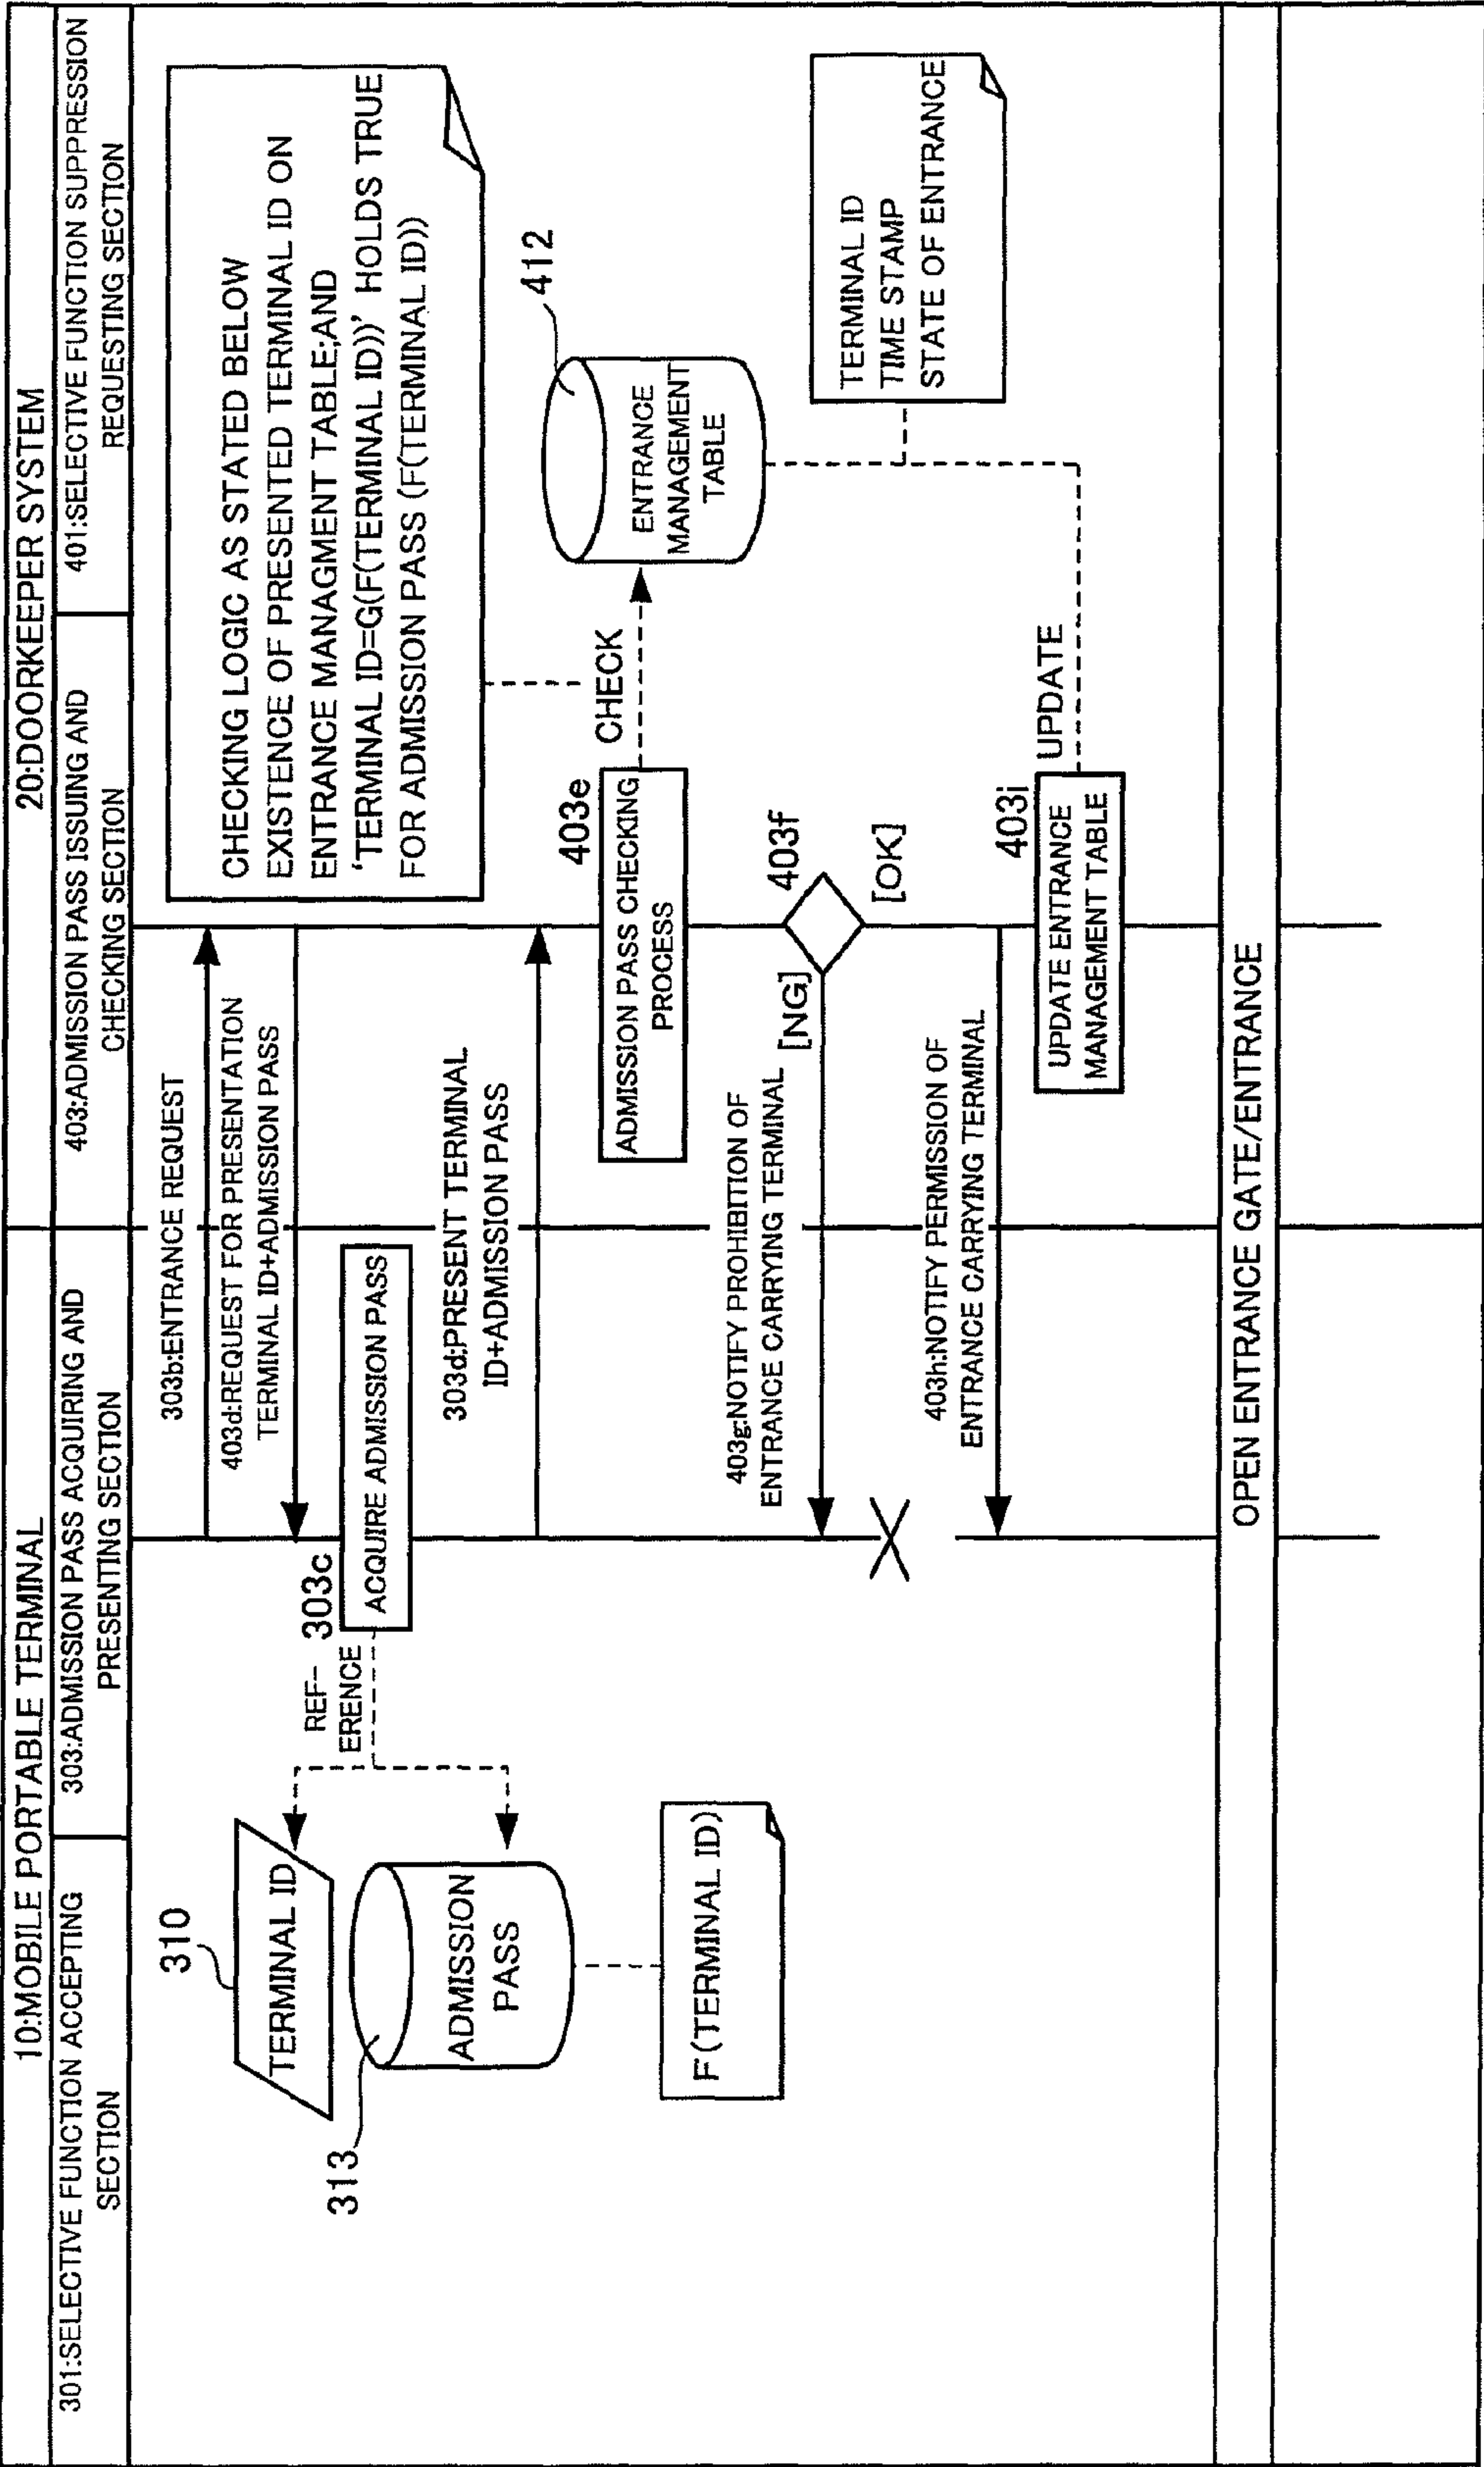 10:MOBILE PORTABLE TERMINAL
20:DOORKEEPER SYSTEM
301:SELECTIVE FUNCTION ACCEPTING
SECTION
303:ADMISSION PASS ACQUIRING AND
PRESENTING SECTION
403:ADMISSION PASS ISSUING AND
CHECKING SECTION
401:SELECTIVE FUNCTION SUPPRESSION
REQUESTING SECTION
303b:ENTRANCE REQUEST
403d:REQUEST FOR PRESENTATION
TERMINAL ID+ADMISSION PASS
CHECKING LOGIC AS STATED BELOW
EXISTENCE OF PRESENTED TERMINAL ID ON
ENTRANCE MANAGMENT TABLE;AND
'TERMINAL ID=G(F(TERMINAL ID))' HOLDS TRUE
FOR ADMISSION PASS (F(TERMINAL ID))
310
TERMINAL ID
REF-
ERENCE
303c
ACQUIRE ADMISSION PASS
313
ADMISSION
PASS
F(TERMINAL ID)
303d:PRESENT TERMINAL
ID+ADMISSION PASS
403e
ADMISSION PASS CHECKING
PROCESS
CHECK
412
ENTRANCE
MANAGEMENT
TABLE
403f
[NG]
[OK]
403g:NOTIFY PROHIBITION OF
ENTRANCE CARRYING TERMINAL
TERMINAL ID
TIME STAMP
STATE OF ENTRANCE
403h:NOTIFY PERMISSION OF
ENTRANCE CARRYING TERMINAL
403i
UPDATE
UPDATE ENTRANCE
MANAGEMENT TABLE
OPEN ENTRANCE GATE/ENTRANCE